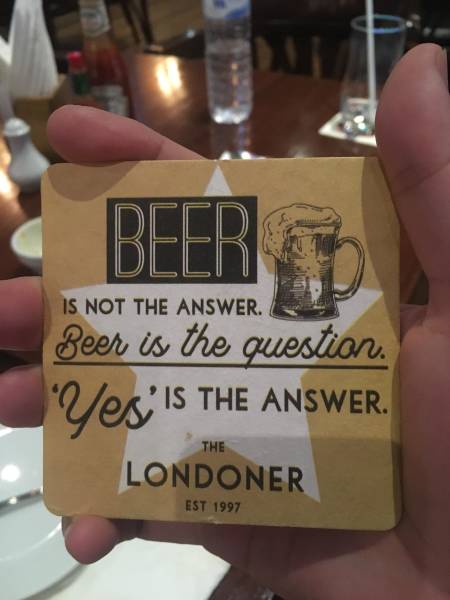 BEER
IS NOT THE ANSWER.
Beer is the question.
'Yes' IS THE ANSWER.
THE
LONDONER
EST 1997